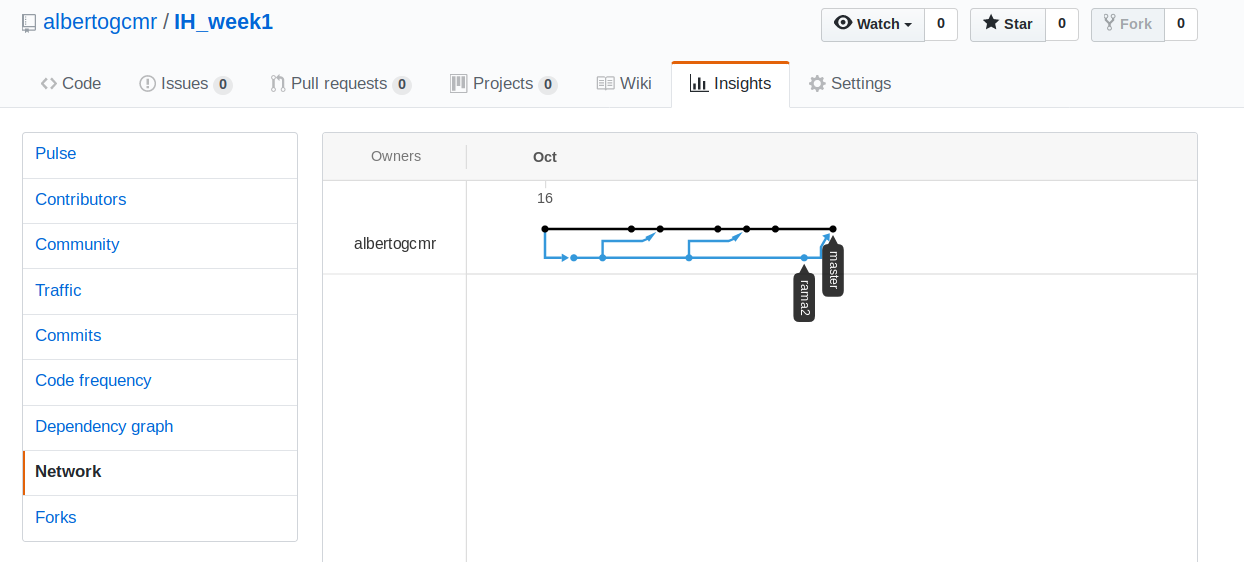 albertogcmr / IH_week1
Watch 0 Star 0 Fork 0
Code Issues 0 Pull requests 0 Projects 0 Wiki Insights Settings
Pulse
Contributors
Community
Traffic
Commits
Code frequency
Dependency graph
Network
Forks
Owners Oct
16
albertogcmr
master
rama2